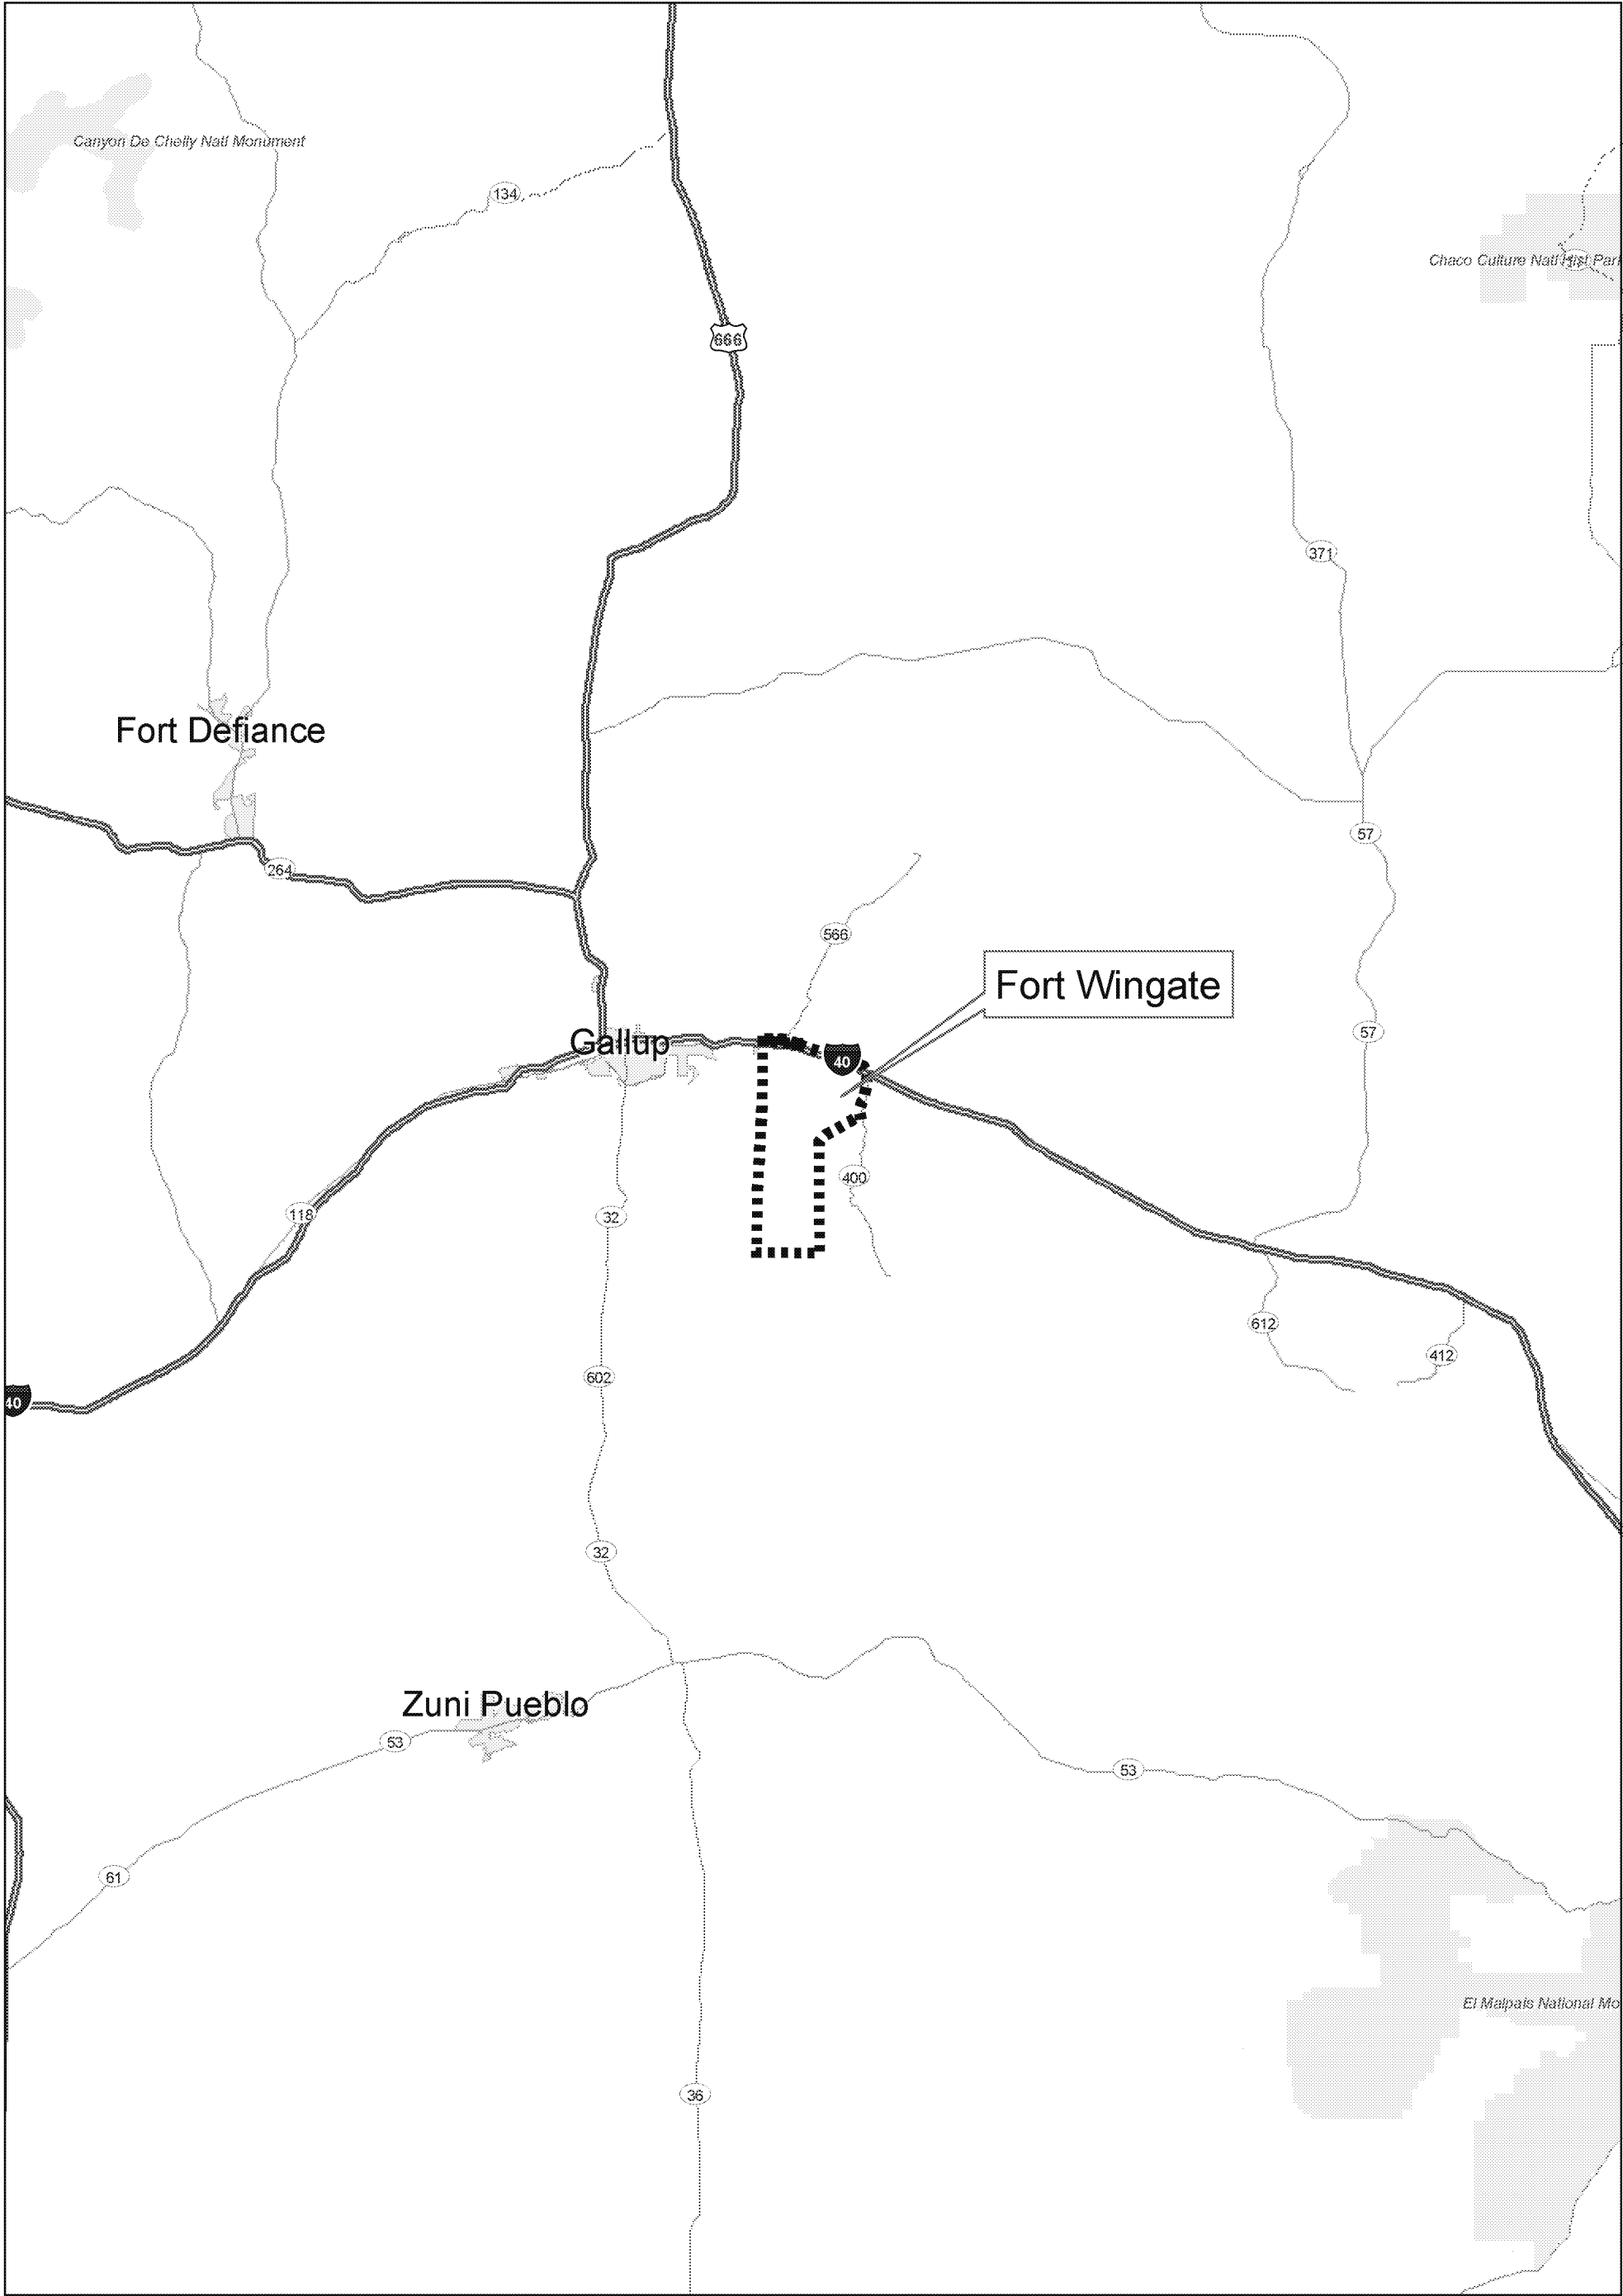 Canyon De Chelly Natl Monument
134
Chaco Culture Natl Hist Par
666
371
Fort Defiance
57
264
566
Fort Wingate
57
Gallup
40
400
118
32
612
412
602
40
32
Zuni Pueblo
53
53
61
El Malpais National Mo
36